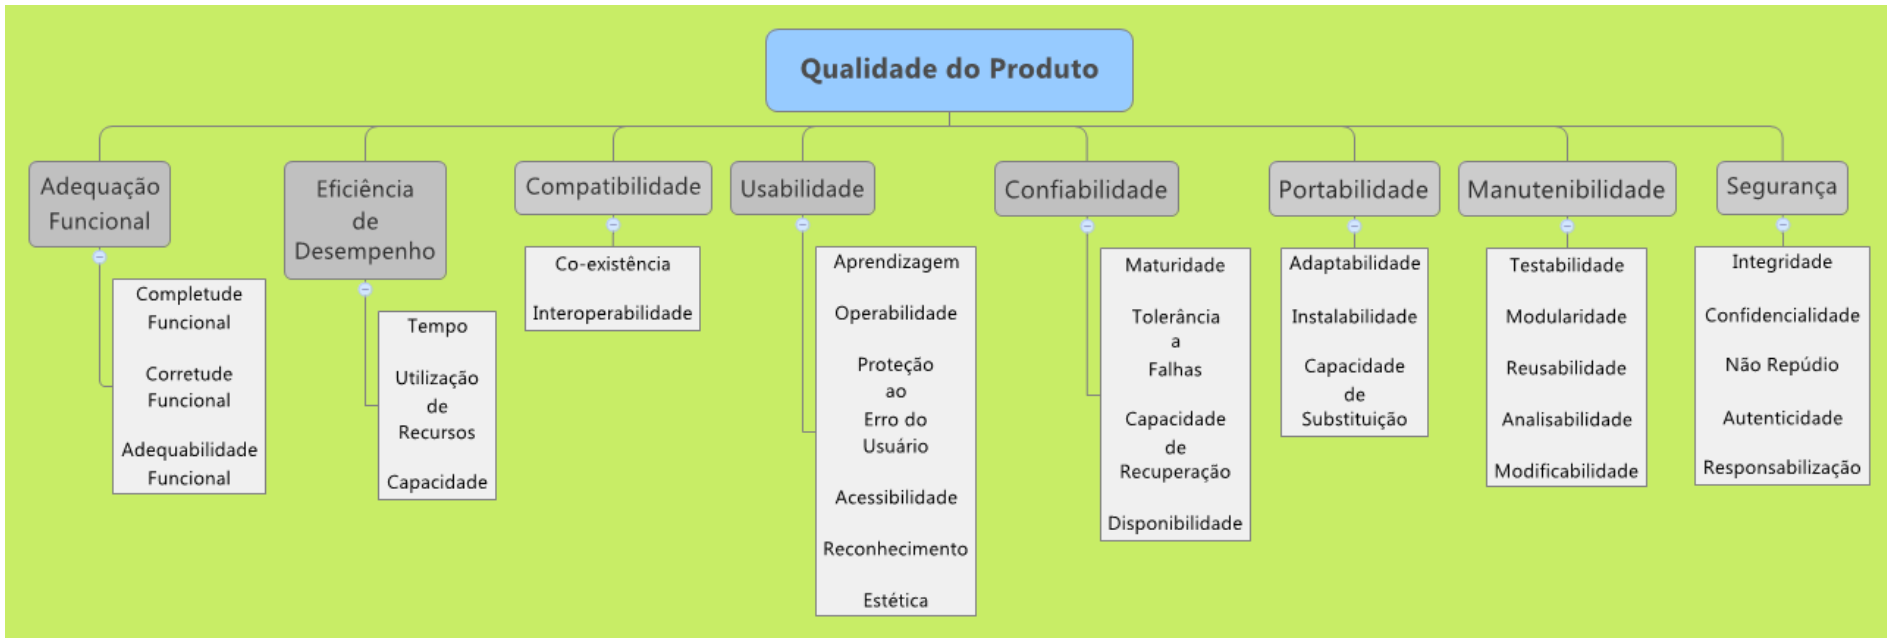 Qualidade do Produto
Adequação
Funcional
Completude
Funcional
Corretude
Funcional
Adequabilidade
Funcional
Eficiência
de
Desempenho
Tempo
Utilização
de
Recursos
Capacidade
Compatibilidade
Co-existência
Interoperabilidade
Usabilidade
Aprendizagem
Operabilidade
Proteção
ao
Erro do
Usuário
Acessibilidade
Reconhecimento
Estética
Confiabilidade
Maturidade
Tolerância
a
Falhas
Capacidade
de
Recuperação
Disponibilidade
Portabilidade
Adaptabilidade
Instalabilidade
Capacidade
de
Substituição
Manutenibilidade
Testabilidade
Modularidade
Reusabilidade
Analisabilidade
Modificabilidade
Segurança
Integridade
Confidencialidade
Não Repúdio
Autenticidade
Responsabilização